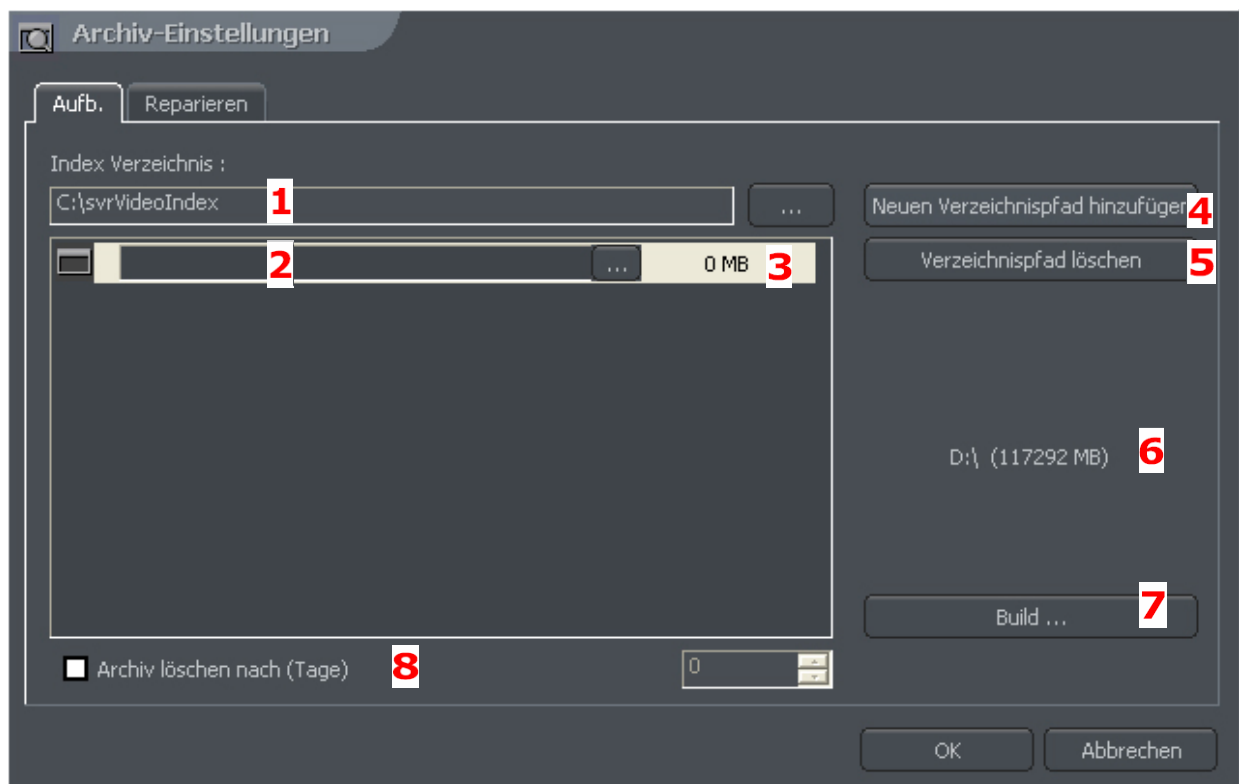 Archiv-Einstellungen
Aufb. Reparieren
Index Verzeichnis :
C:\svrVideoIndex 1 ... Neuen Verzeichnispfad hinzufügen 4
2 ... 0 MB 3 Verzeichnispfad löschen 5
D:\ (117292 MB) 6
Build ... 7
Archiv löschen nach (Tage) 8 0
OK Abbrechen